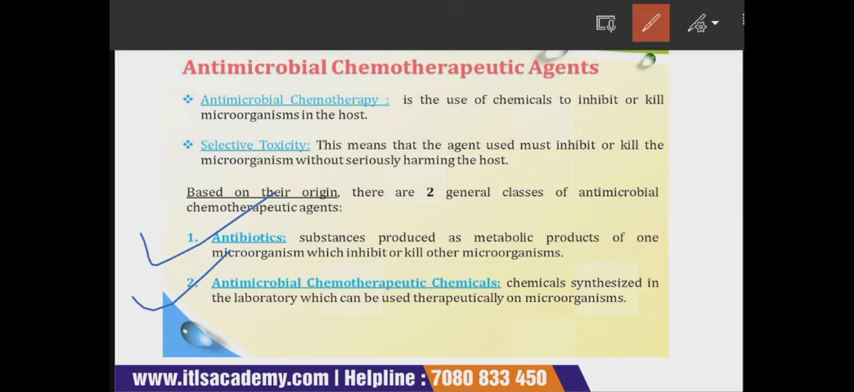 Antimicrobial Chemotherapeutic Agents
Antimicrobial Chemotherapy : is the use of chemicals to inhibit or kill
microorganisms in the host.
Selective Toxicity: This means that the agent used must inhibit or kill the
microorganism without seriously harming the host.
Based on their origin, there are 2 general classes of antimicrobial
chemotherapeutic agents:
1. Antibiotics: substances produced as metabolic products of one
microorganism which inhibit or kill other microorganisms.
2. Antimicrobial Chemotherapeutic Chemicals: chemicals synthesized in
the laboratory which can be used therapeutically on microorganisms.
www.itlsacademy.com | Helpline : 7080 833 450